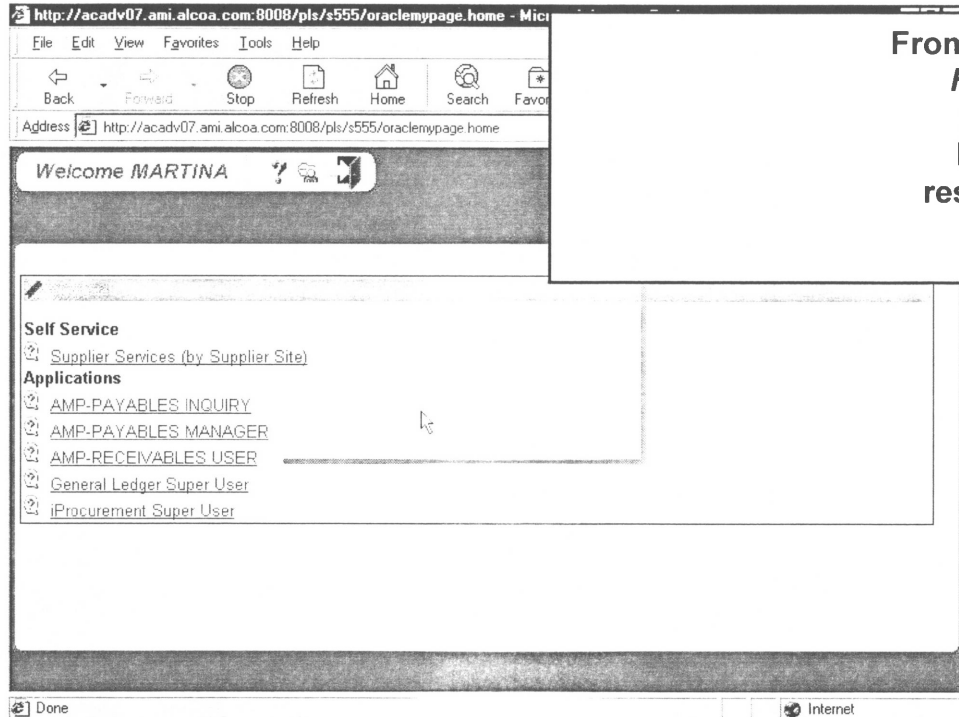 http://acadv07.ami.alcoa.com:8008/pls/s555/oraclemypage.home - Micr
File Edit View Favorites Tools Help
Back Forward Stop Refresh Home Search Favor
Address http://acadv07.ami.alcoa.com:8008/pls/s555/oraclemypage.home
From
res
Welcome MARTINA
Self Service
Supplier Services (by Supplier Site)
Applications
AMP-PAYABLES INQUIRY
AMP-PAYABLES MANAGER
AMP-RECEIVABLES USER
General Ledger Super User
iProcurement Super User
Done Internet